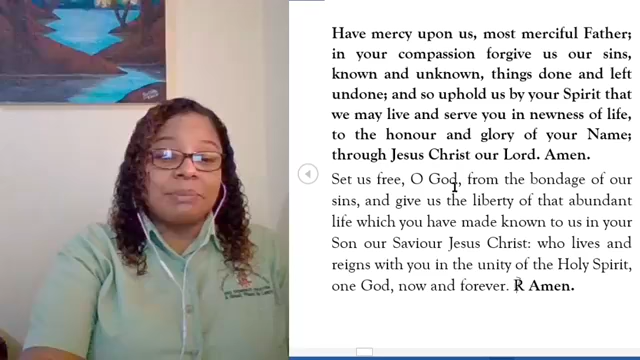 Have mercy upon us, most merciful Father;
in your compassion forgive us our sins,
known and unknown, things done and left
undone; and so uphold us by your Spirit that
we may live and serve you in newness of life,
to the honour and glory of your Name;
through Jesus Christ our Lord. Amen.
Set us free, O God, from the bondage of our
sins, and give us the liberty of that abundant
life which you have made known to us in your
Son our Saviour Jesus Christ: who lives and
reigns with you in the unity of the Holy Spirit,
one God, now and forever. R Amen.